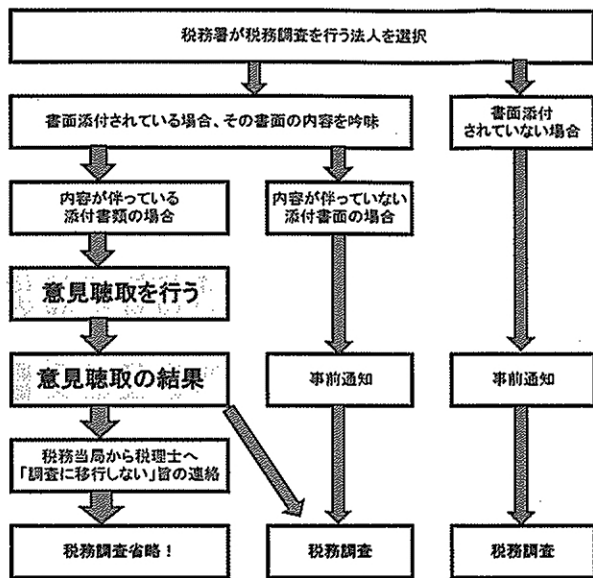 税務署が税務調査を行う法人を選択
書面添付されている場合、その書面の内容を吟味
書面添付
されていない場合
内容が伴っている
添付書類の場合
内容が伴っていない
添付書面の場合
意見聴取を行う
意見聴取の結果
事前通知
事前通知
税務当局から税理士へ
「調査に移行しない」旨の連絡
税務調査省略！
税務調査
税務調査